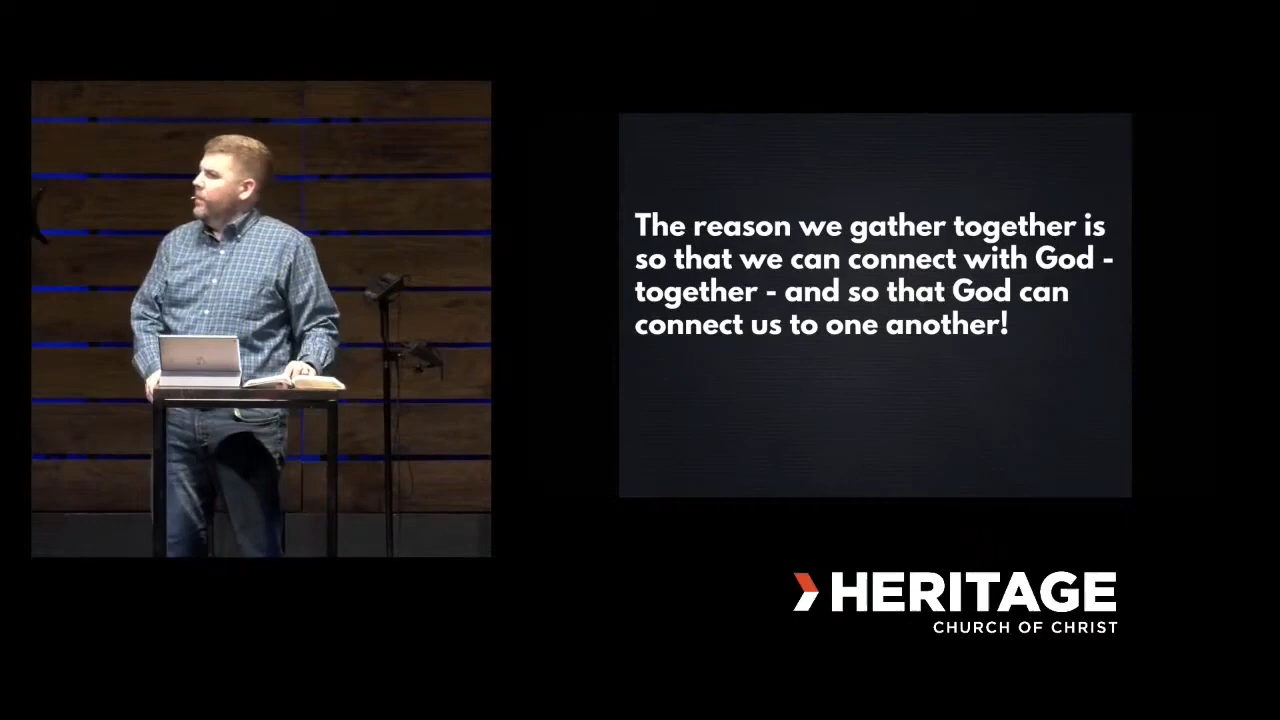 The reason we gather together is
so that we can connect with God -
together - and so that God can
connect us to one another!
HERITAGE
CHURCH OF CHRIST